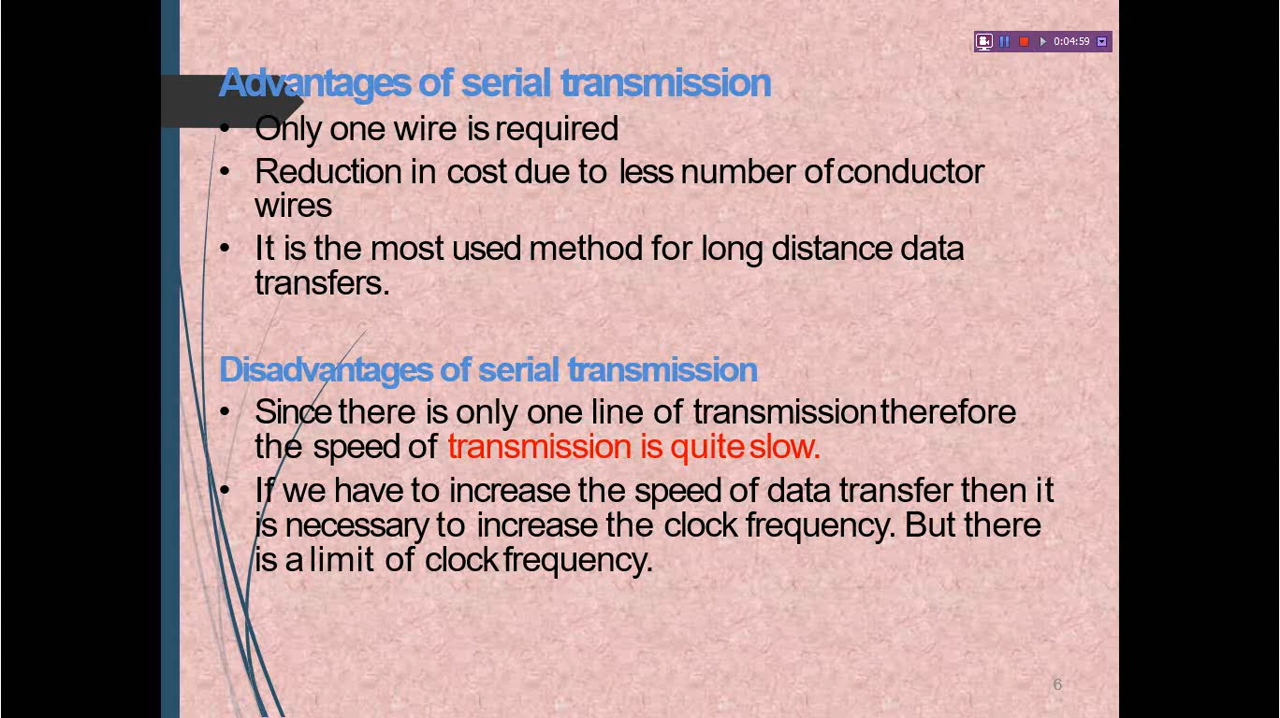 0:04:59
Advantages of serial transmission
• Only one wire is required
• Reduction in cost due to less number of conductor
wires
• It is the most used method for long distance data
transfers.
Disadvantages of serial transmission
• Since there is only one line of transmission therefore
the speed of transmission is quite slow.
• If we have to increase the speed of data transfer then it
is necessary to increase the clock frequency. But there
is a limit of clock frequency.
6